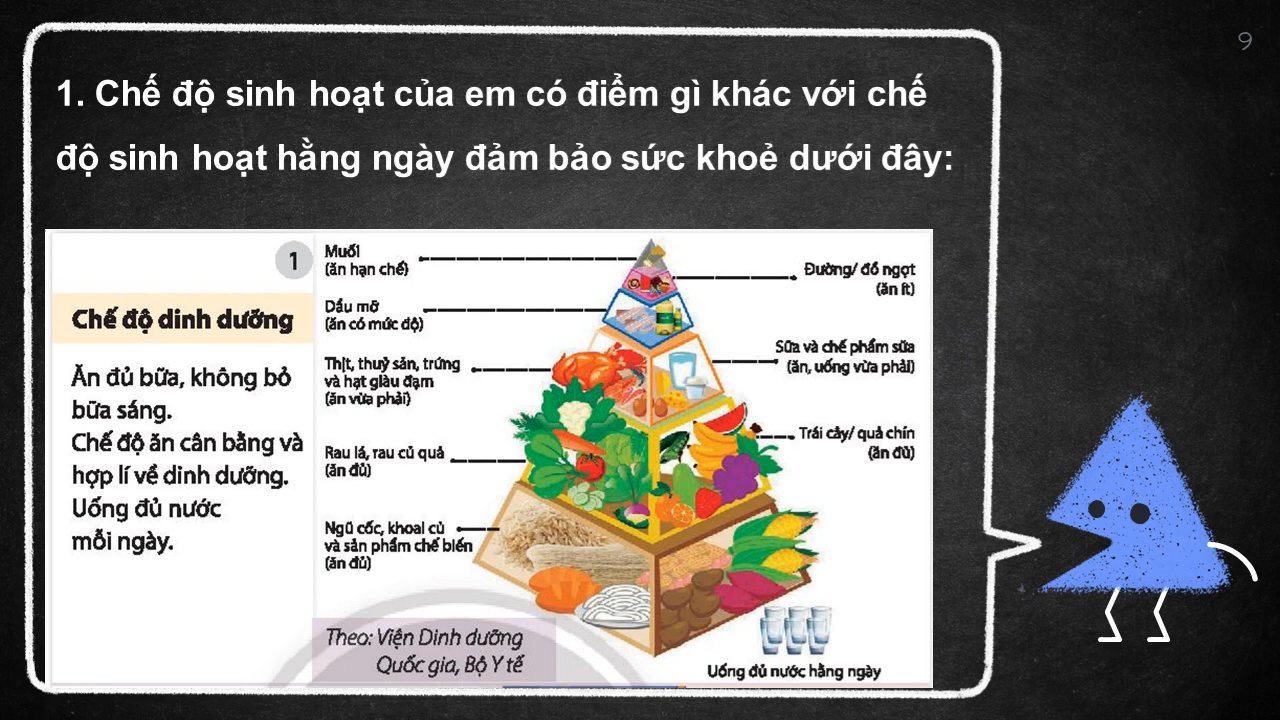 9
1. Chế độ sinh hoạt của em có điểm gì khác với chế
độ sinh hoạt hằng ngày đảm bảo sức khoẻ dưới đây:
1
Chế độ dinh dưỡng
Ăn đủ bữa, không bỏ
bữa sáng.
Chế độ ăn cân bằng và
hợp lí về dinh dưỡng.
Uống đủ nước
mỗi ngày.
Muối
(ăn hạn chế)
Đường/ đồ ngọt
(ăn ít)
Dầu mỡ
(ăn có mức độ)
Sữa và chế phẩm sữa
(ăn, uống vừa phải)
Thịt, thuỷ sản, trứng
và hạt giàu đạm
(ăn vừa phải)
Trái cây/ quả chín
(ăn đủ)
Rau lá, rau củ quả
(ăn đủ)
Ngũ cốc, khoai củ
và sản phẩm chế biến
(ăn đủ)
Theo: Viện Dinh dưỡng
Quốc gia, Bộ Y tế
Uống đủ nước hằng ngày